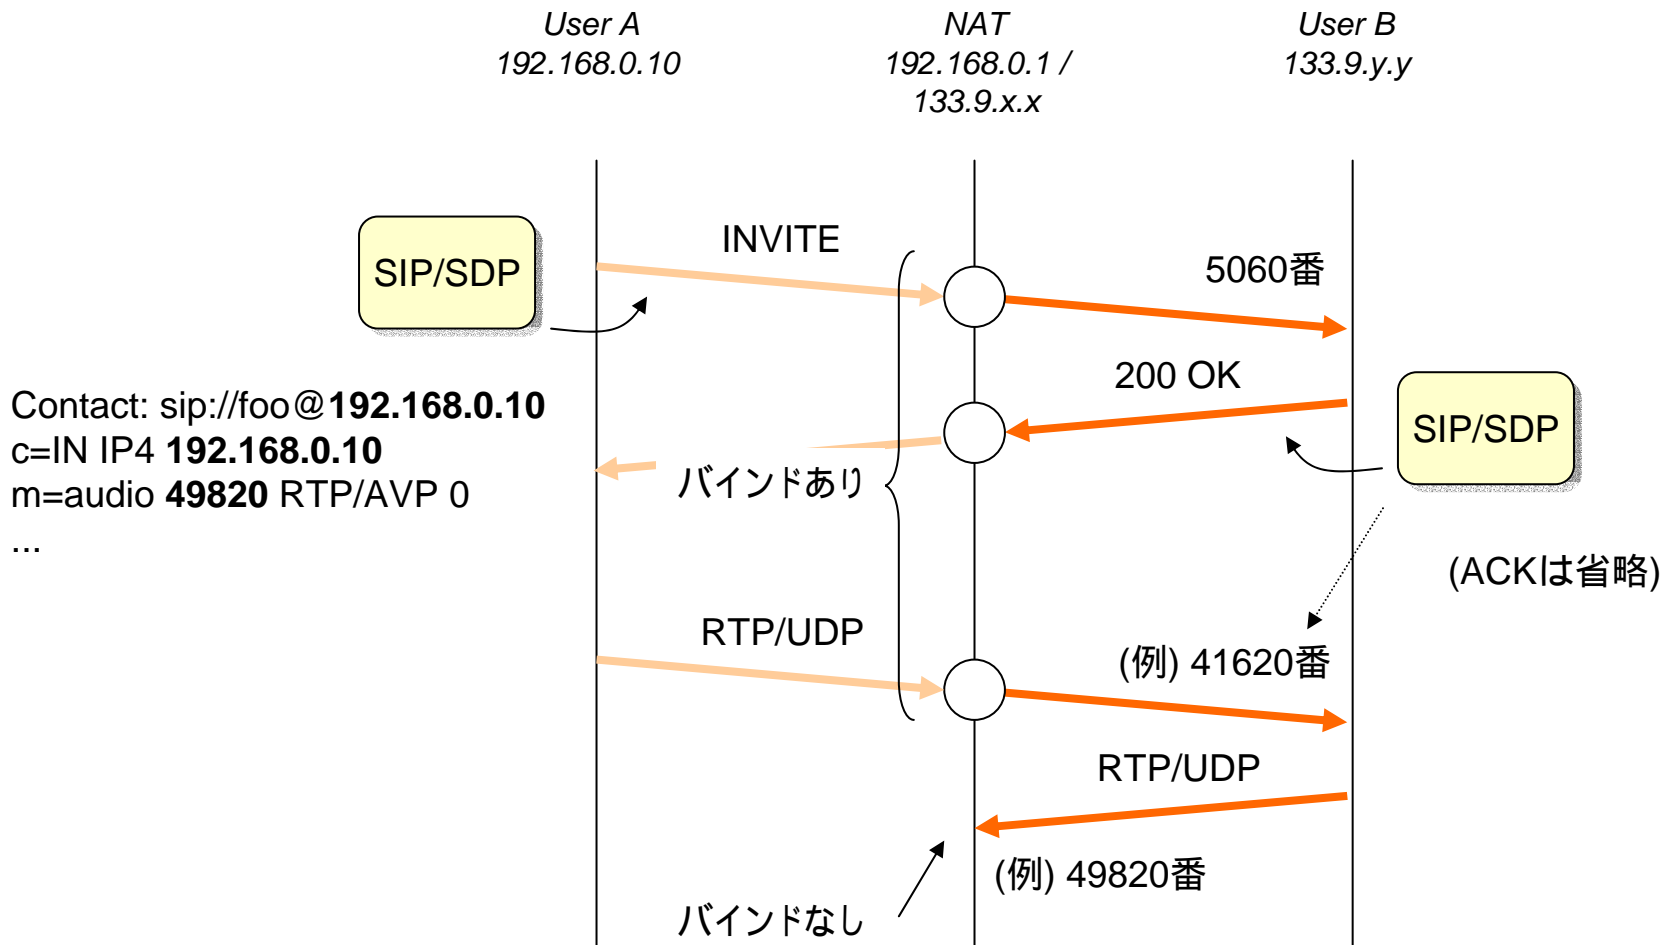 User A
192.168.0.10
NAT
192.168.0.1 /
133.9.x.x
User B
133.9.y.y
INVITE
SIP/SDP
5060番
200 OK
Contact: sip://foo@192.168.0.10
c=IN IP4 192.168.0.10
m=audio 49820 RTP/AVP 0
...
SIP/SDP
バインドあり
(ACKは省略)
RTP/UDP
(例) 41620番
RTP/UDP
(例) 49820番
バインドなし